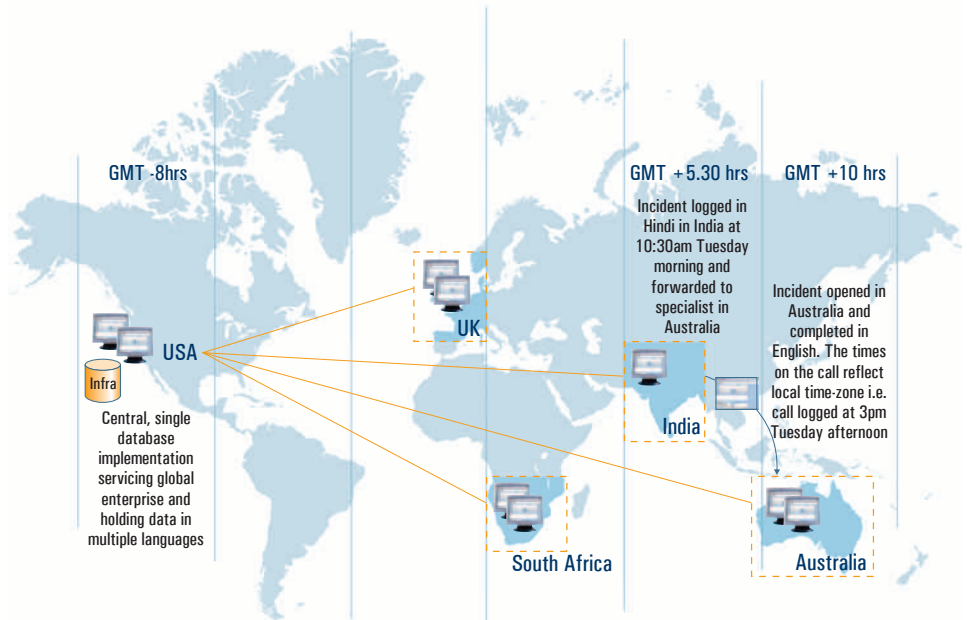 GMT -8hrs
GMT +5.30 hrs
GMT +10 hrs
Incident logged in
Hindi in India at
10:30am Tuesday
morning and
forwarded to
specialist in
Australia
Incident opened in
Australia and
completed in
English. The times
on the call reflect
local time-zone i.e.
call logged at 3pm
Tuesday afternoon
UK
USA
Infra
Central, single
database
implementation
servicing global
enterprise and
holding data in
multiple languages
India
South Africa
Australia